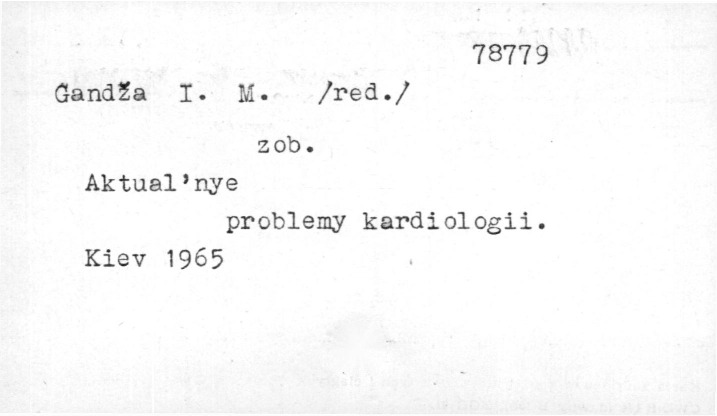 78779
Gandža I. M. /red./
zob.
Aktual'nye
problemy kardiologii.
Kiev 1965